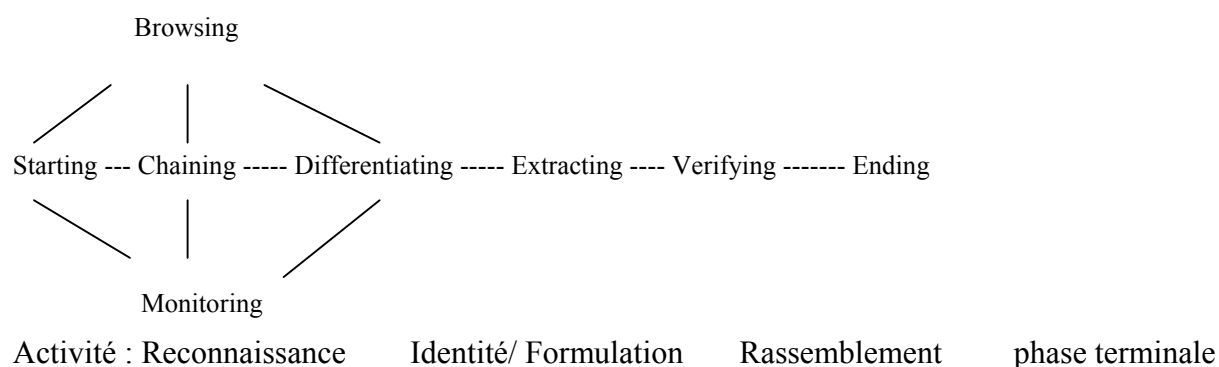 Browsing
Starting --- Chaining ----- Differentiating ----- Extracting ---- Verifying ------- Ending
Monitoring
Activité : Reconnaissance Identité/ Formulation Rassemblement phase terminale